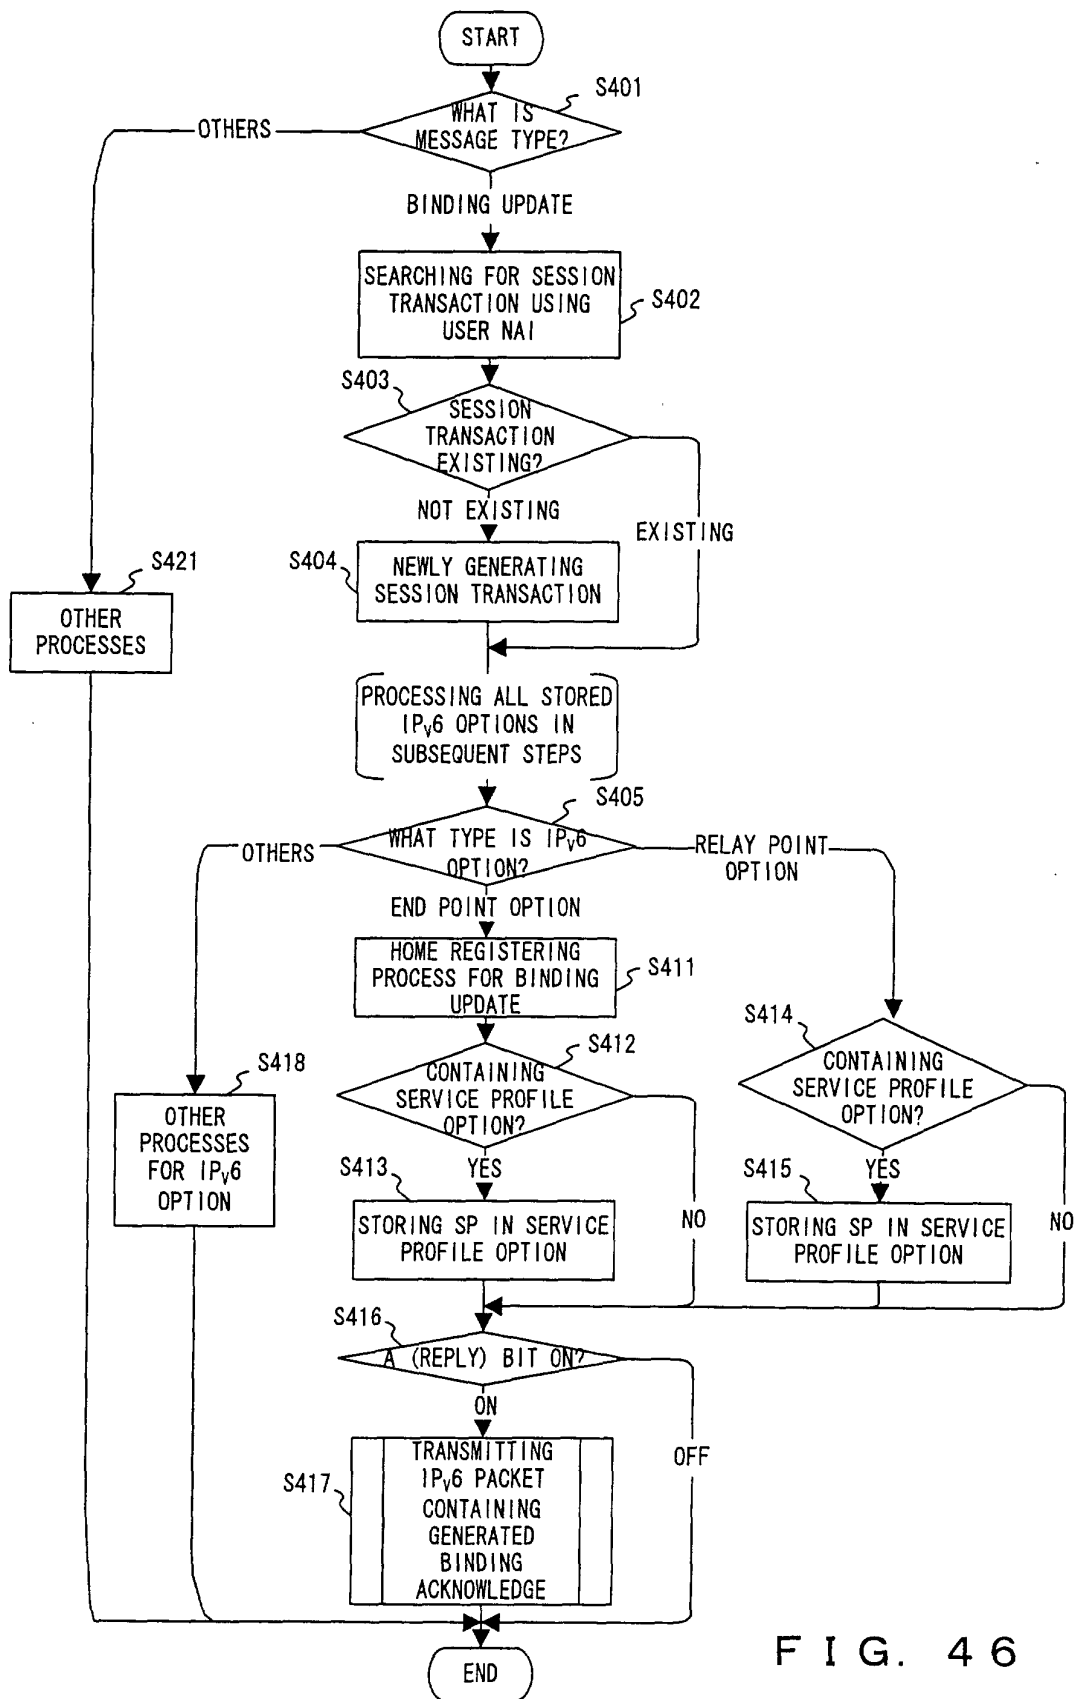 START
S401
WHAT IS
MESSAGE TYPE?
OTHERS
BINDING UPDATE
SEARCHING FOR SESSION
TRANSACTION USING
USER NAI
S402
S403
SESSION
TRANSACTION
EXISTING?
NOT EXISTING
EXISTING
S404
NEWLY GENERATING
SESSION TRANSACTION
S421
OTHER
PROCESSES
PROCESSING ALL STORED
IPv6 OPTIONS IN
SUBSEQUENT STEPS
S405
WHAT TYPE IS IPv6
OPTION?
OTHERS
RELAY POINT
OPTION
END POINT OPTION
HOME REGISTERING
PROCESS FOR BINDING
UPDATE
S411
S412
CONTAINING
SERVICE PROFILE
OPTION?
S414
CONTAINING
SERVICE PROFILE
OPTION?
S418
OTHER
PROCESSES
FOR IPv6
OPTION
S413
YES
NO
STORING SP IN SERVICE
PROFILE OPTION
S415
YES
NO
STORING SP IN SERVICE
PROFILE OPTION
S416
A (REPLY) BIT ON?
ON
OFF
S417
TRANSMITTING
IPv6 PACKET
CONTAINING
GENERATED
BINDING
ACKNOWLEDGE
END
FIG. 46